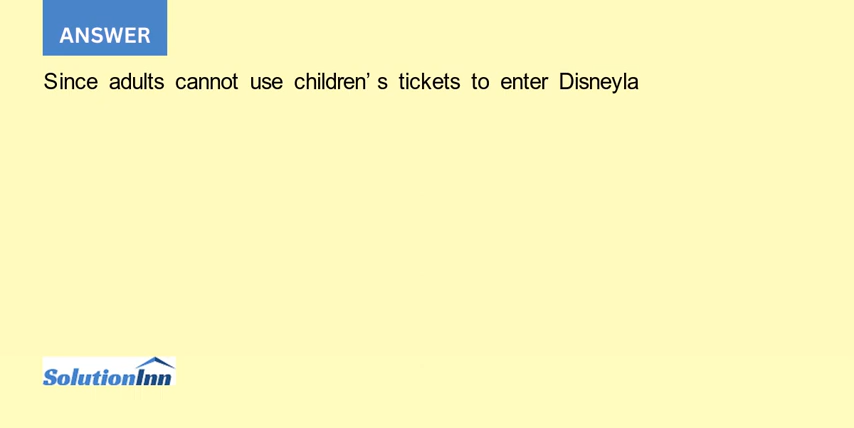 ANSWER
Since adults cannot use children’ s tickets to enter Disneyla
SolutionInn